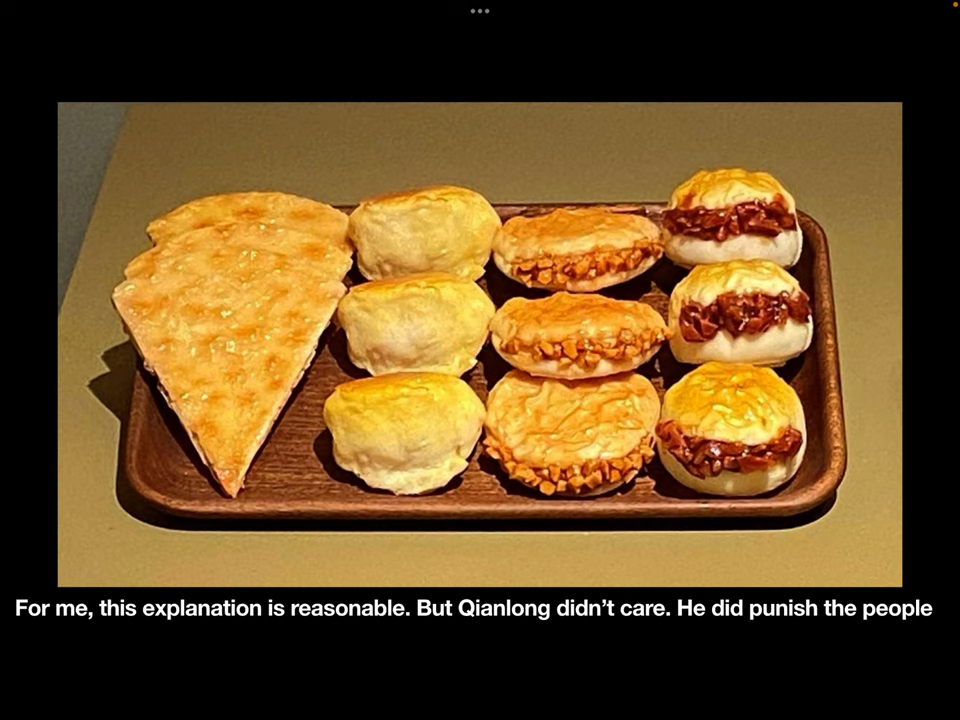 For me, this explanation is reasonable. But Qianlong didn’t care. He did punish the people